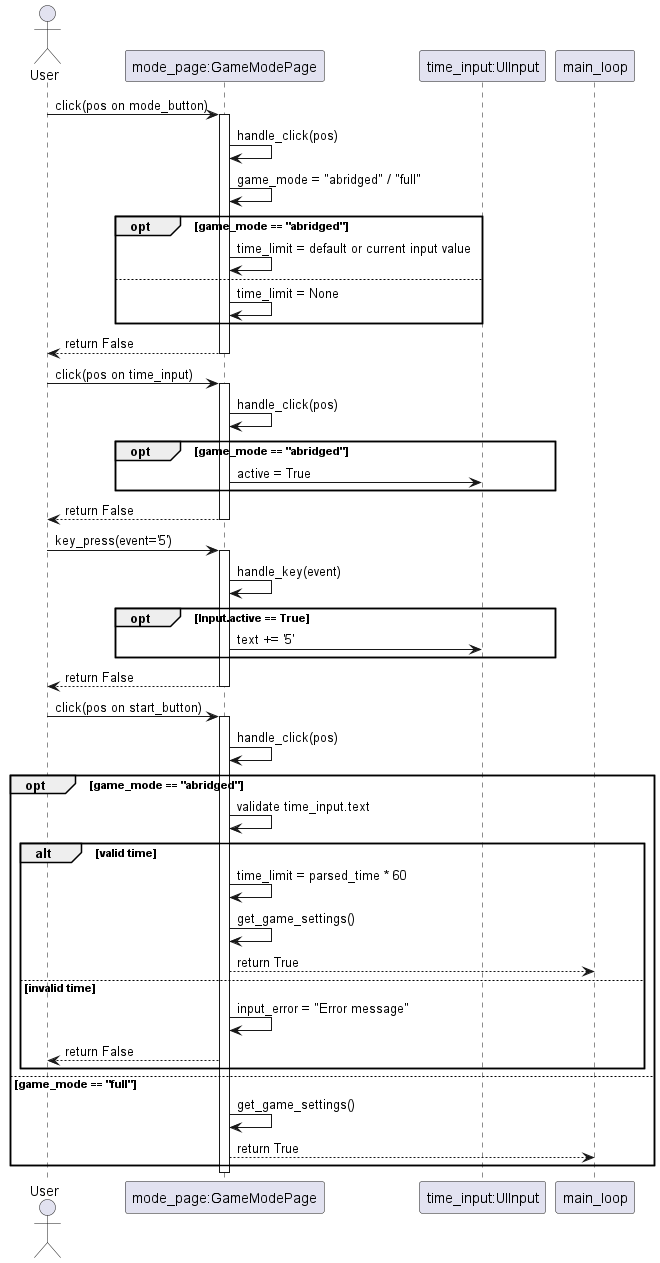 User
mode_page:GameModePage
time_input:UIInput
main_loop
click(pos on mode_button)
handle_click(pos)
game_mode = "abridged" / "full"
opt
[game_mode == "abridged"]
time_limit = default or current input value
time_limit = None
return False
click(pos on time_input)
handle_click(pos)
opt
[game_mode == "abridged"]
active = True
return False
key_press(event='5')
handle_key(event)
opt
[Input.active == True]
text += '5'
return False
click(pos on start_button)
handle_click(pos)
opt
[game_mode == "abridged"]
validate time_input.text
alt
[valid time]
time_limit = parsed_time * 60
get_game_settings()
return True
[invalid time]
input_error = "Error message"
return False
[game_mode == "full"]
get_game_settings()
return True
User
mode_page:GameModePage
time_input:UIInput
main_loop